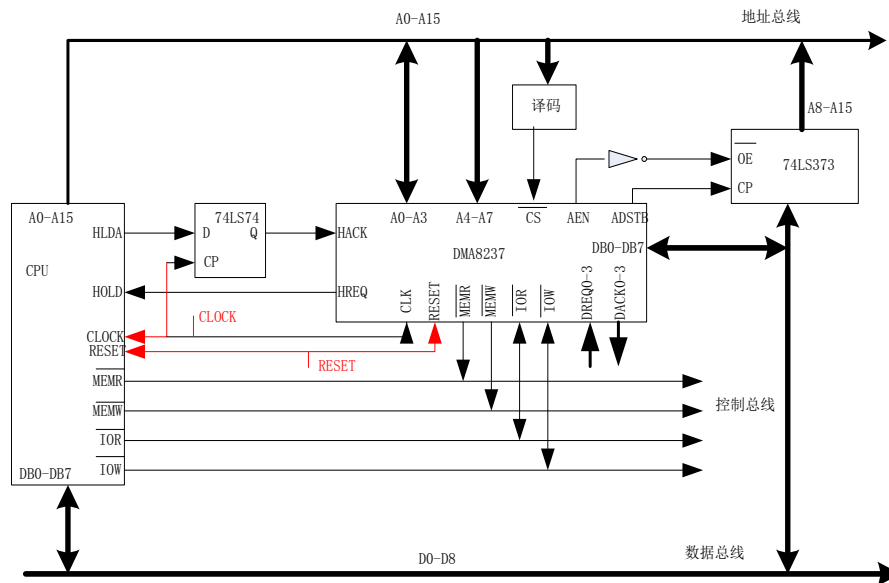 A0-A15
地址总线
译码
A8-A15
OE
74LS373
CP
A0-A15
HLDA
CPU
HOLD
CLOCK
RESET
MEMR
MEMW
IOR
IOW
DB0-DB7
74LS74
D
Q
CP
CLOCK
RESET
HACK
A0-A3
A4-A7
CS
AEN
ADSTB
DB0-DB7
DMA8237
HREQ
CLK
RESET
MEMR
MEMW
IOR
IOW
DREQ0-3
DACK0-3
控制总线
D0-D8
数据总线